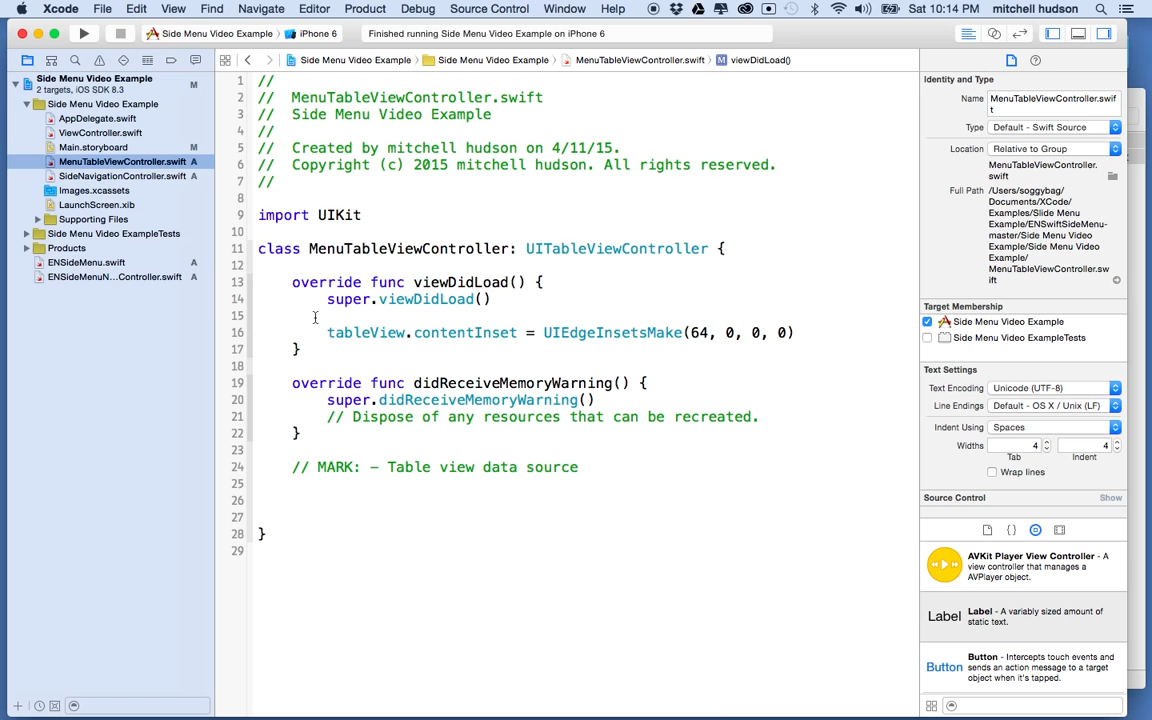 Xcode File Edit View Find Navigate Editor Product Debug Source Control Window Help Sat 10:14 PM mitchell hudson
Side Menu Video Example iPhone 6 Finished running Side Menu Video Example on iPhone 6
Side Menu Video Example Side Menu Video Example MenuTableViewController.swift M viewDidLoad()
Side Menu Video Example M
2 targets, iOS SDK 8.3
Side Menu Video Example
AppDelegate.swift
ViewController.swift
Main.storyboard M
MenuTableViewController.swift A
SideNavigationController.swift A
Images.xcassets
LaunchScreen.xib
Supporting Files
Side Menu Video ExampleTests
Products
ENSideMenu.swift A
ENSideMenuN...Controller.swift A
1 //
2 // MenuTableViewController.swift
3 // Side Menu Video Example
4 //
5 // Created by mitchell hudson on 4/11/15.
6 // Copyright (c) 2015 mitchell hudson. All rights reserved.
7 //
8
9 import UIKit
10
11 class MenuTableViewController: UITableViewController {
12
13 override func viewDidLoad() {
14 super.viewDidLoad()
15
16 tableView.contentInset = UIEdgeInsetsMake(64, 0, 0, 0)
17 }
18
19 override func didReceiveMemoryWarning() {
20 super.didReceiveMemoryWarning()
21 // Dispose of any resources that can be recreated.
22 }
23
24 // MARK: - Table view data source
25
26
27
28 }
29
Identity and Type
Name MenuTableViewController.swif
t
Type Default - Swift Source
Location Relative to Group
MenuTableViewController.
swift
Full Path /Users/soggybag/
Documents/XCode/
Examples/Slide Menu
Example/ENSwiftSideMenu-
master/Side Menu Video
Example/Side Menu Video
Example/
MenuTableViewController.sw
ift
Target Membership
Side Menu Video Example
Side Menu Video ExampleTests
Text Settings
Text Encoding Unicode (UTF-8)
Line Endings Default - OS X / Unix (LF)
Indent Using Spaces
Widths 4 4
Tab Indent
Wrap lines
Source Control Show
AVKit Player View Controller - A
view controller that manages a
AVPlayer object.
Label Label - A variably sized amount of
static text.
Button Button - Intercepts touch events and
sends an action message to a target
object when it's tapped.